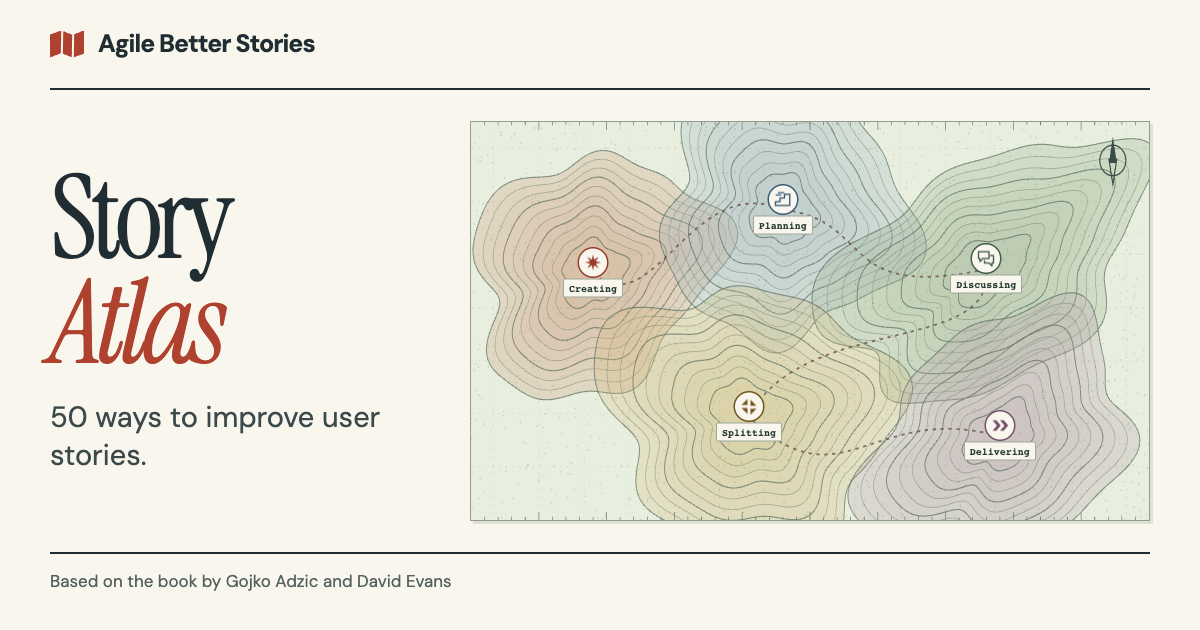 Agile Better Stories
Story
Atlas
50 ways to improve user
stories.
Creating
Planning
Discussing
Splitting
Delivering
Based on the book by Gojko Adzic and David Evans